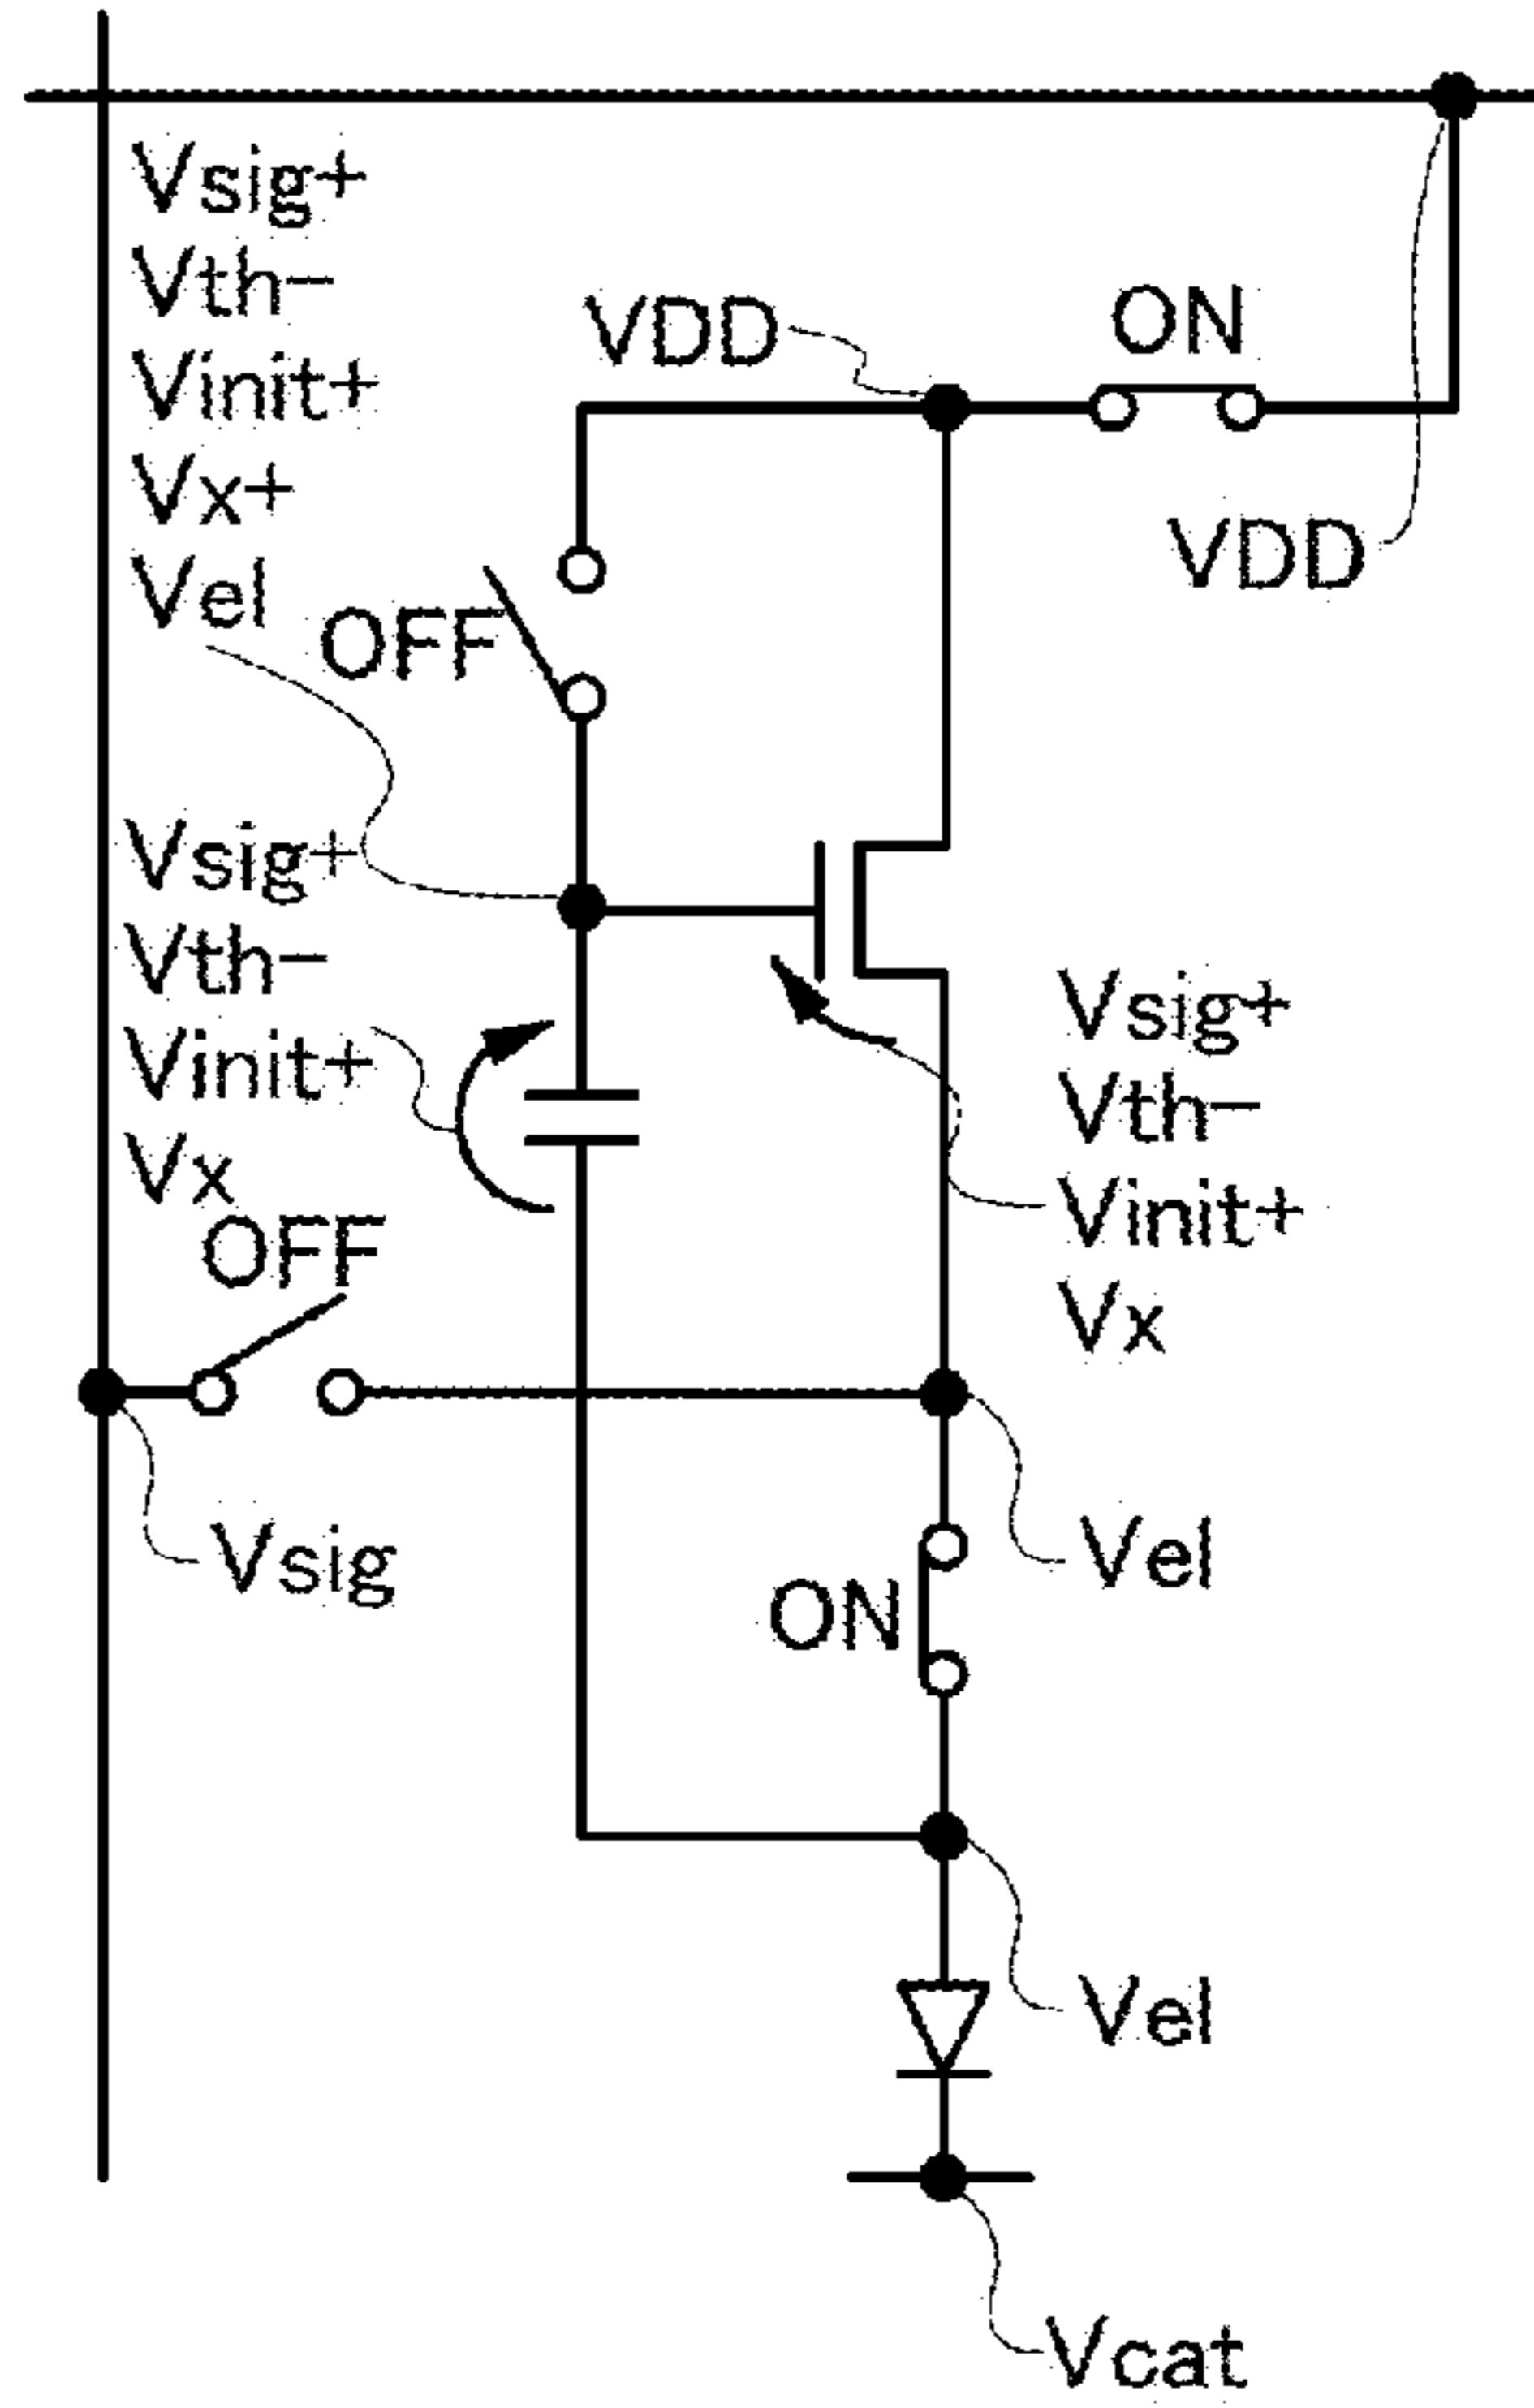 Vsig+
Vth−
Vinit+
Vx+
Vel
VDD
ON
VDD
OFF
Vsig+
Vth−
Vinit+
Vx
OFF
Vsig+
Vth−
Vinit+
Vx
Vsig
Vel
ON
Vel
Vcat